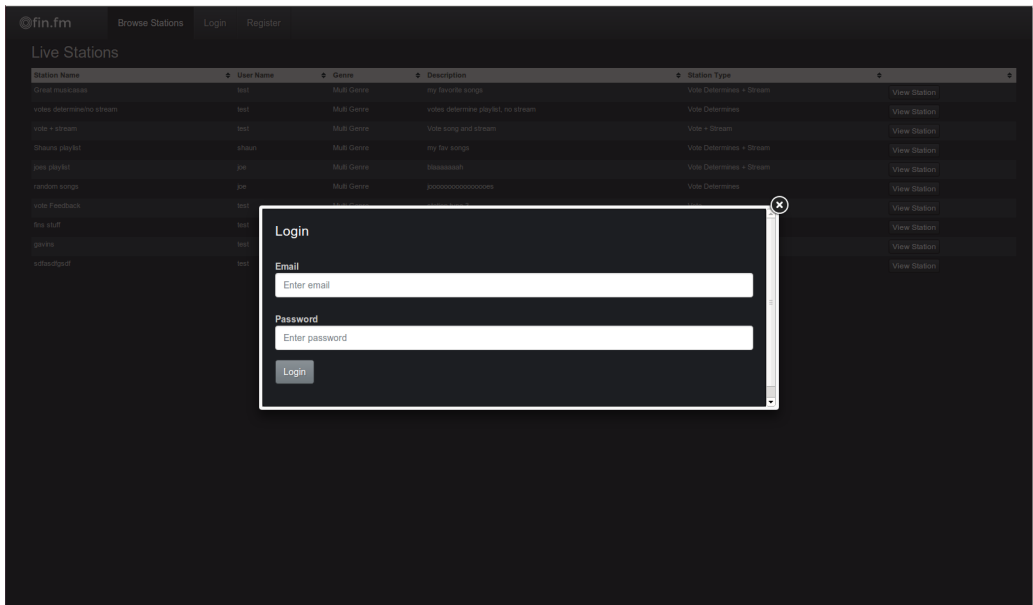 fin.fm Browse Stations Login Register
Live Stations
Station Name User Name Genre Description Station Type
Great musicasas test Multi Genre my favorite songs Vote Determines + Stream View Station
votes determine/no stream test Multi Genre votes determine playlist, no stream Vote Determines View Station
vote + stream test Multi Genre Vote song and stream Vote + Stream View Station
Shauns playlist shaun Multi Genre my fav songs Vote Determines + Stream View Station
joes playlist joe Multi Genre Vote Determines + Stream View Station
random songs joe Multi Genre Vote Determines View Station
vote Feedback test View Station
fins stuff test View Station
gavins test View Station
test View Station
Login
Email
Enter email
Password
Enter password
Login